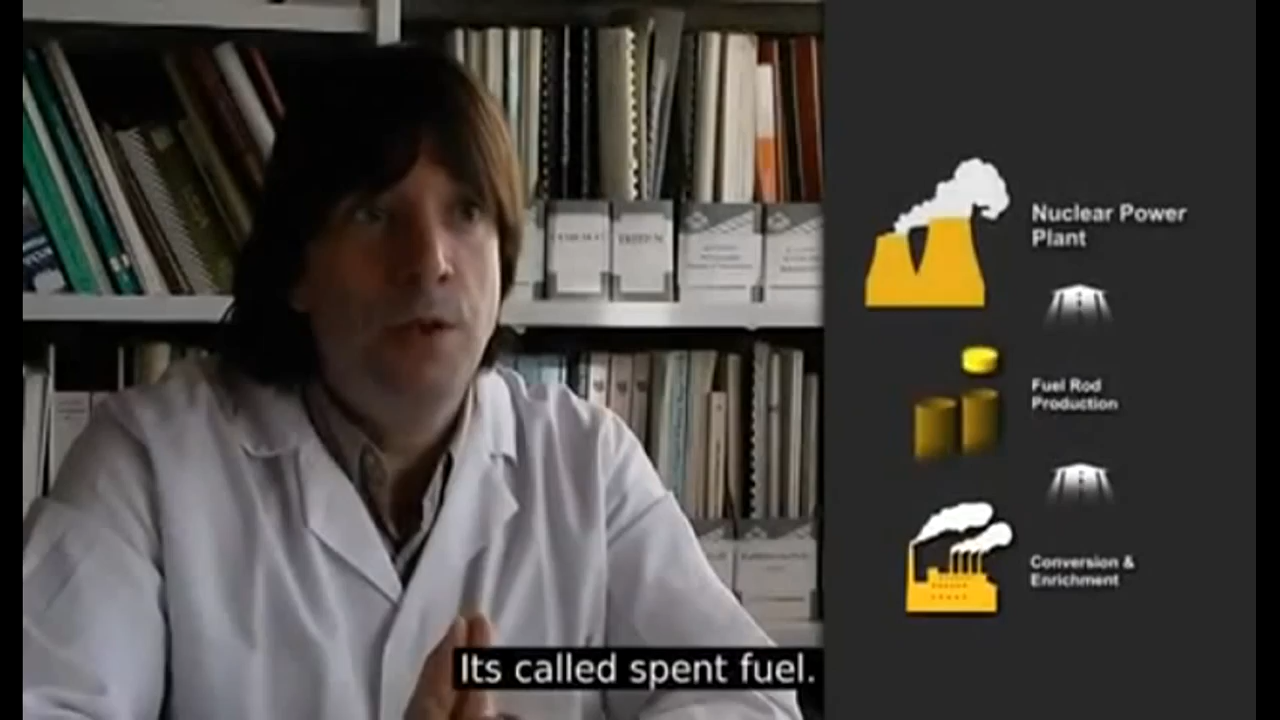 Nuclear Power
Plant
Fuel Rod
Production
Conversion &
Enrichment
Its called spent fuel.